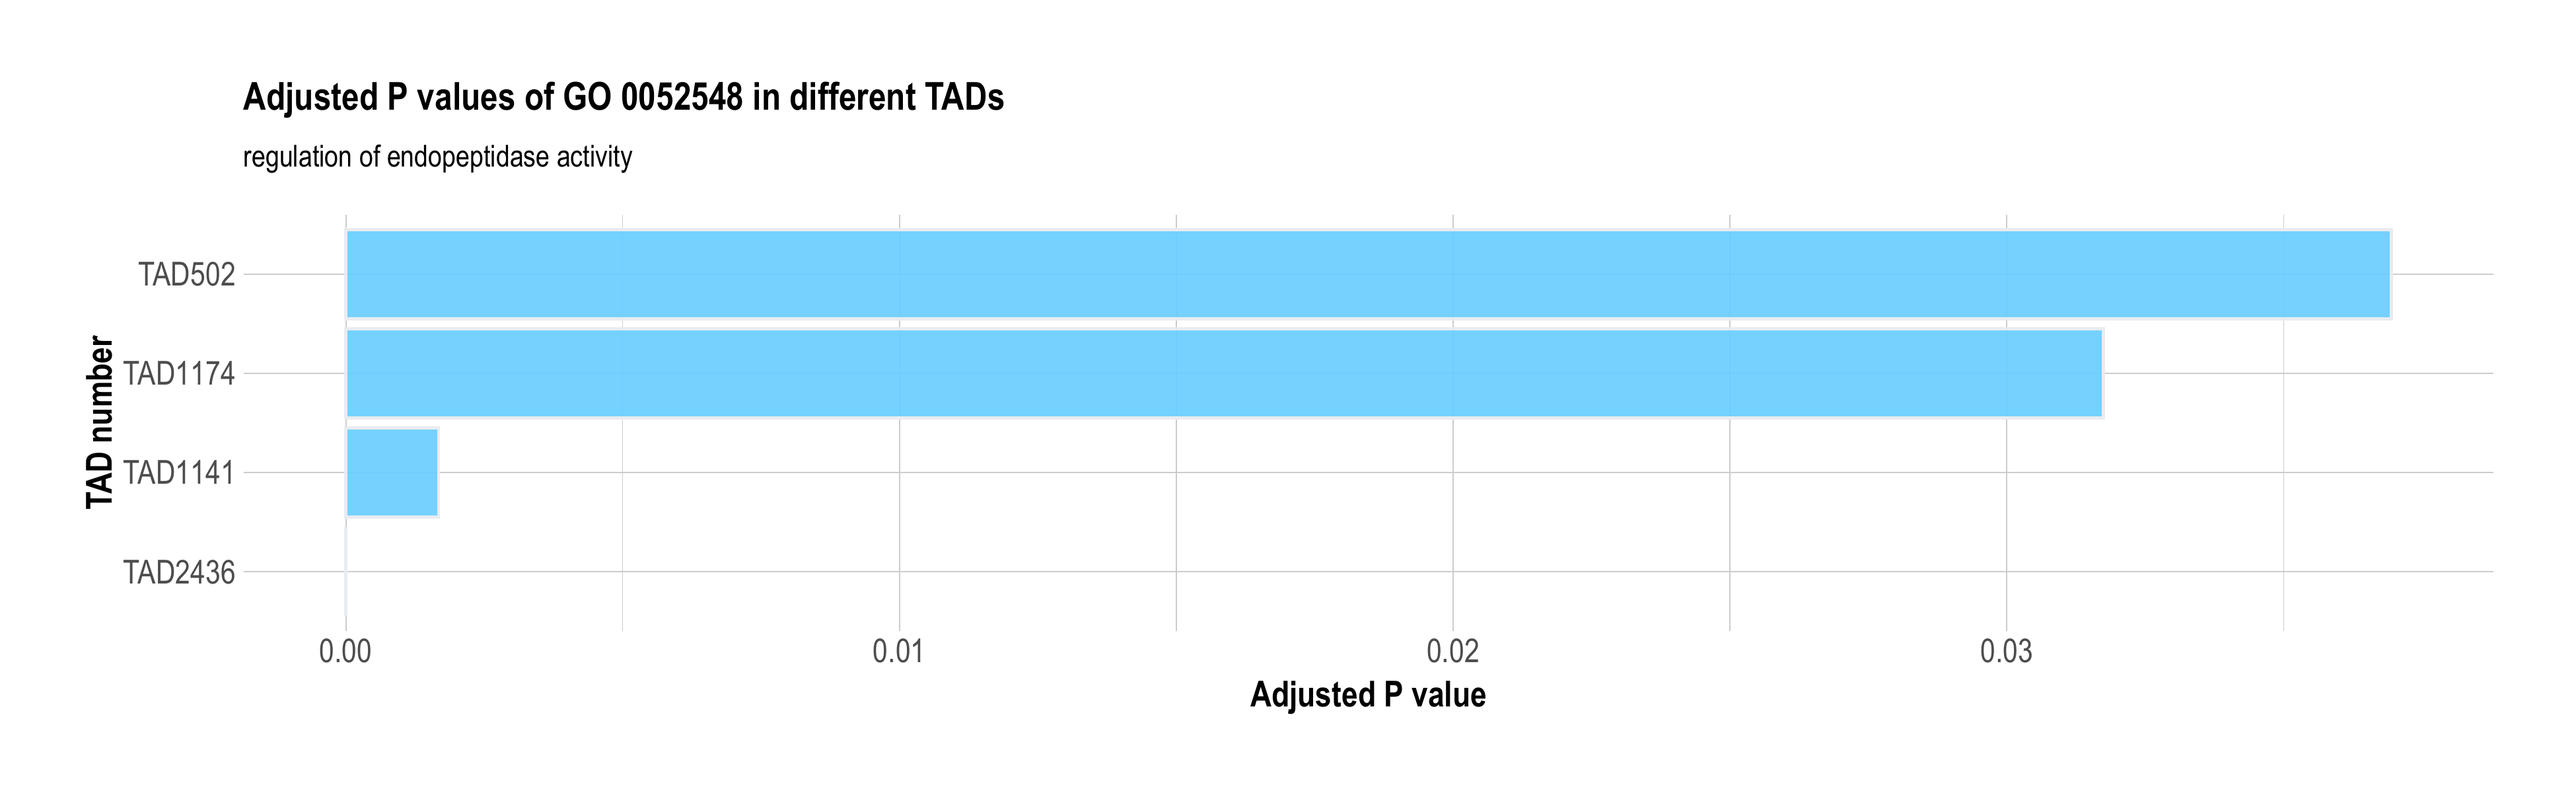 Adjusted P values of GO 0052548 in different TADs
regulation of endopeptidase activity
TAD number
TAD502
TAD1174
TAD1141
TAD2436
0.00 0.01 0.02 0.03
Adjusted P value